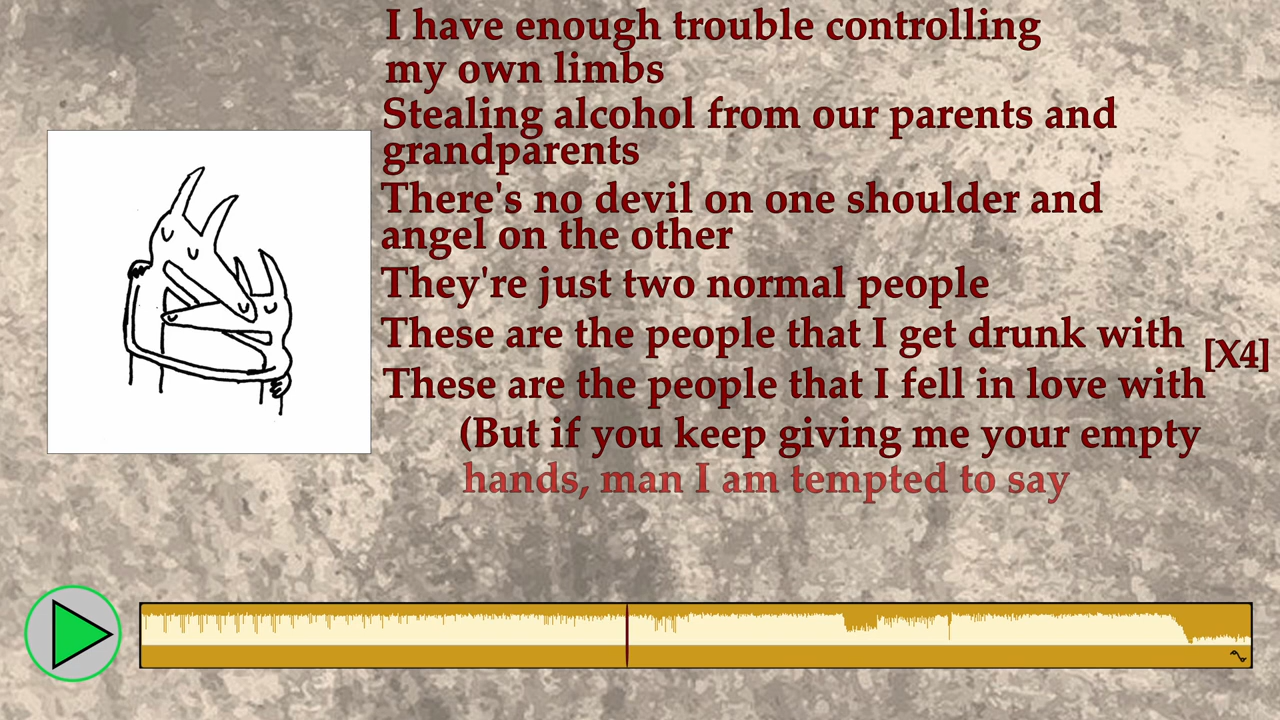 I have enough trouble controlling
my own limbs
Stealing alcohol from our parents and
grandparents
There's no devil on one shoulder and
angel on the other
They're just two normal people
These are the people that I get drunk with
[X4]
These are the people that I fell in love with
(But if you keep giving me your empty
hands, man I am tempted to say